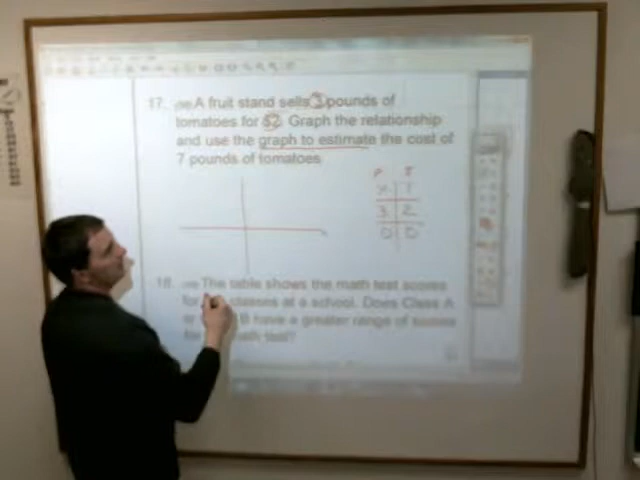 17. A fruit stand sells 3 pounds of
tomatoes for $2. Graph the relationship
and use the graph to estimate the cost of
7 pounds of tomatoes
P $
X Y
3 2
0 0
18. The table shows the math test scores
for classes at a school. Does Class A
or B have a greater range of scores
math test?